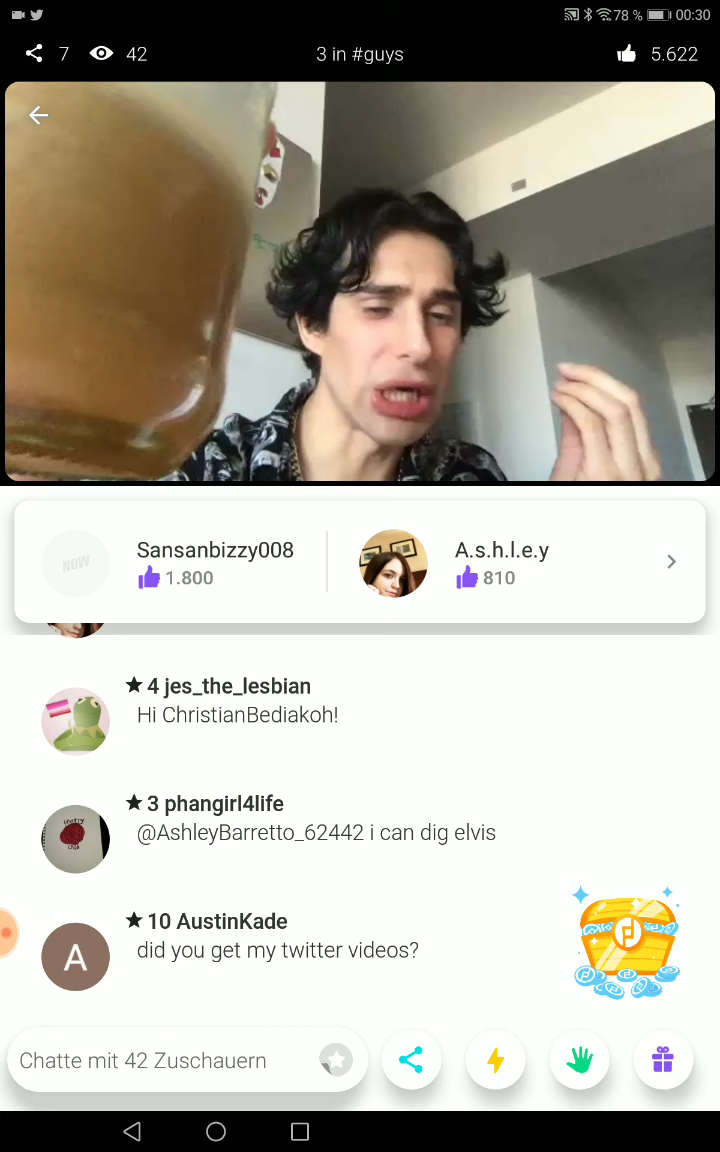 78 % 00:30
7 42 3 in #guys 5.622
NOW
Sansanbizzy008
1.800
A.s.h.l.e.y
810
4 jes_the_lesbian
Hi ChristianBediakoh!
3 phangirl4life
@AshleyBarretto_62442 i can dig elvis
10 AustinKade
A
did you get my twitter videos?
Chatte mit 42 Zuschauern